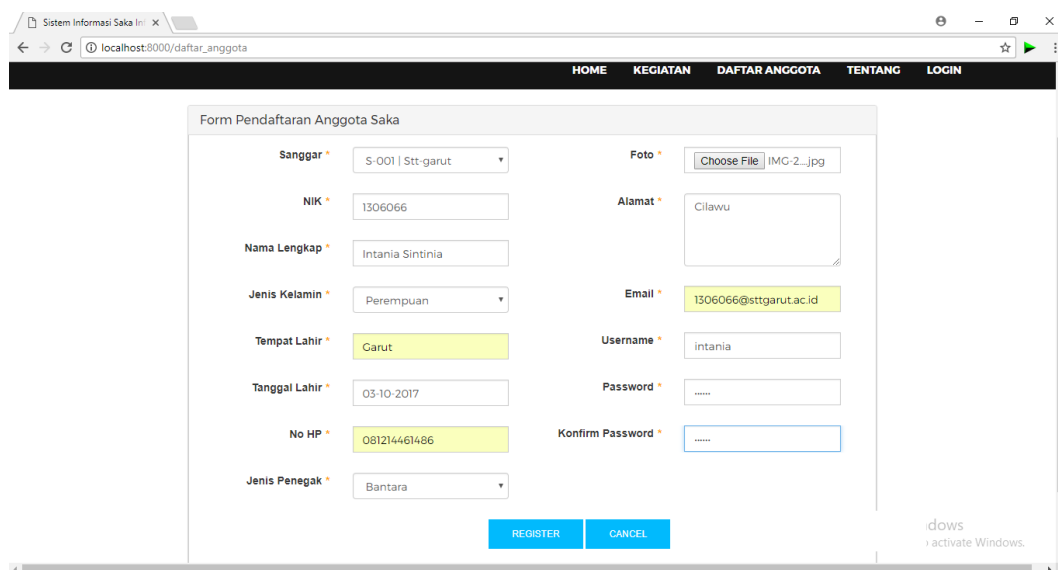 Sistem Informasi Saka In
localhost:8000/daftar_anggota
HOME KEGIATAN DAFTAR ANGGOTA TENTANG LOGIN
Form Pendaftaran Anggota Saka
Sanggar * S-001 | Stt-garut
NIK * 1306066
Nama Lengkap * Intania Sintinia
Jenis Kelamin * Perempuan
Tempat Lahir * Garut
Tanggal Lahir * 03-10-2017
No HP * 081214461486
Jenis Penegak * Bantara
Foto * Choose File IMG-2....jpg
Alamat * Cilawu
Email * 1306066@sttgarut.ac.id
Username * intania
Password * ......
Konfirm Password * ......
REGISTER CANCEL
dows
activate Windows.